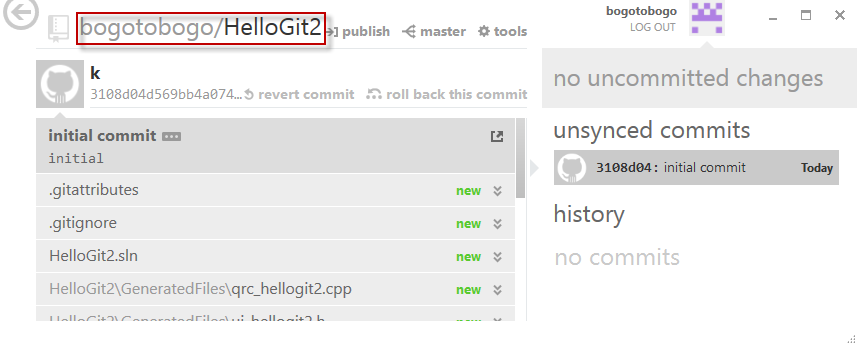 bogotobogo/HelloGit2 publish master tools
k
3108d04d569bb4a074... revert commit roll back this commit
initial commit
initial
.gitattributes new
.gitignore new
HelloGit2.sln new
HelloGit2\GeneratedFiles\qrc_hellogit2.cpp new
HelloGit2\GeneratedFiles\ui_hellogit2.h
bogotobogo
LOG OUT
no uncommitted changes
unsynced commits
3108d04: initial commit Today
history
no commits